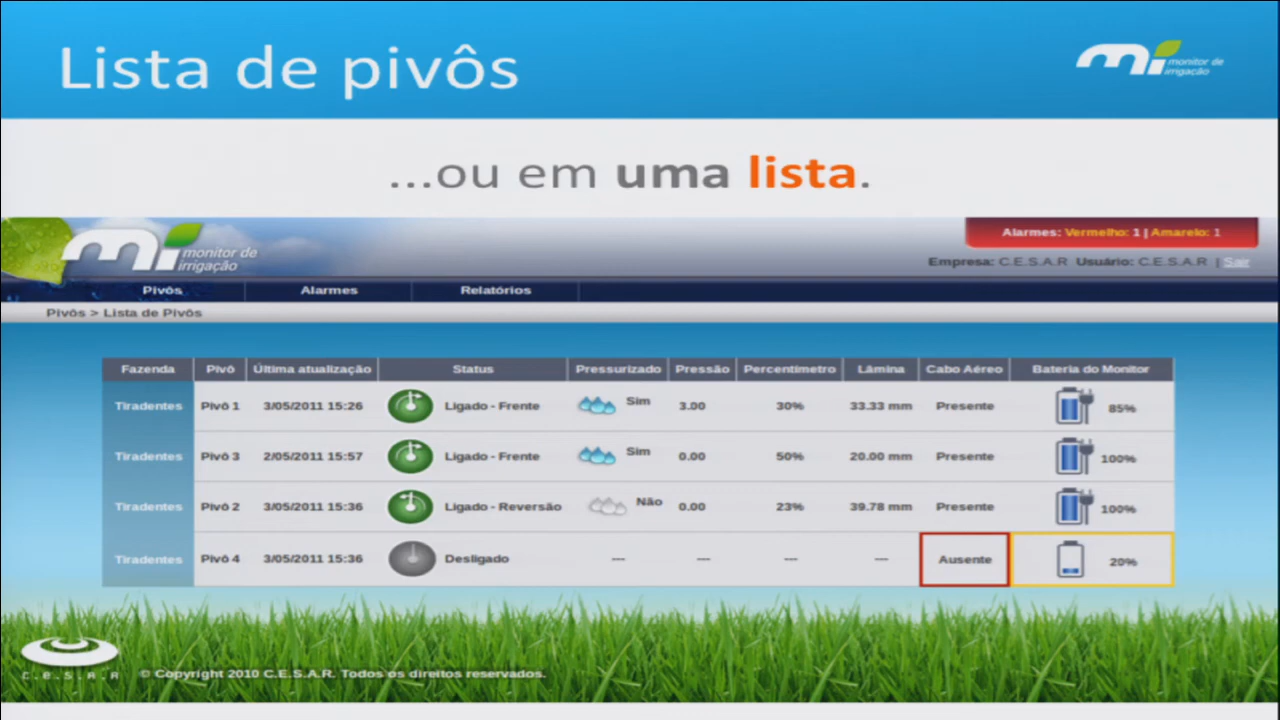 Lista de pivôs
mi monitor de irrigação
...ou em uma lista.
mi monitor de irrigação
Alarmes: Vermelho: 1 | Amarelo: 1
Empresa: C.E.S.A.R Usuário: C.E.S.A.R | Sair
Pivôs Alarmes Relatórios
Pivôs > Lista de Pivôs
Fazenda Pivô Última atualização Status Pressurizado Pressão Percentímetro Lâmina Cabo Aéreo Bateria do Monitor
Tiradentes Pivô 1 3/05/2011 15:26 Ligado - Frente Sim 3.00 30% 33.33 mm Presente 85%
Tiradentes Pivô 3 2/05/2011 15:57 Ligado - Frente Sim 0.00 50% 20.00 mm Presente 100%
Tiradentes Pivô 2 3/05/2011 15:36 Ligado - Reversão Não 0.00 23% 39.78 mm Presente 100%
Tiradentes Pivô 4 3/05/2011 15:36 Desligado --- --- --- --- Ausente 20%
C.E.S.A.R
© Copyright 2010 C.E.S.A.R. Todos os direitos reservados.